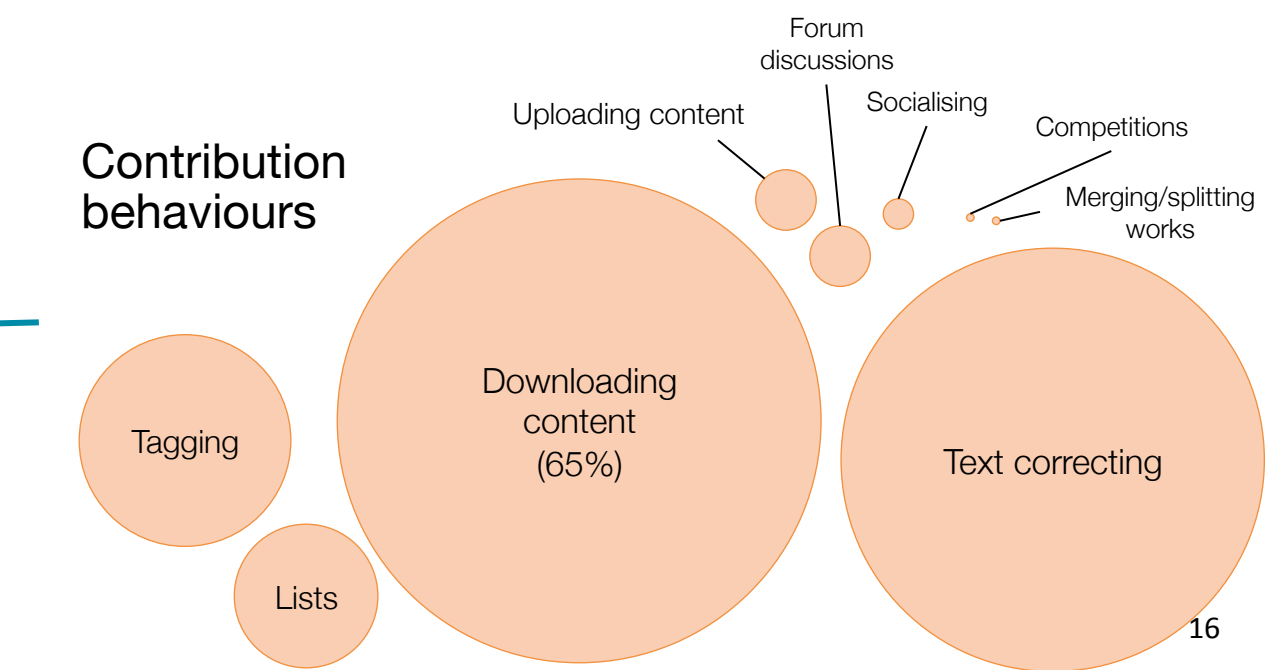 Contribution
behaviours
Forum
discussions
Uploading content
Socialising
Competitions
Merging/splitting
works
Downloading
content
(65%)
Tagging
Text correcting
Lists
16